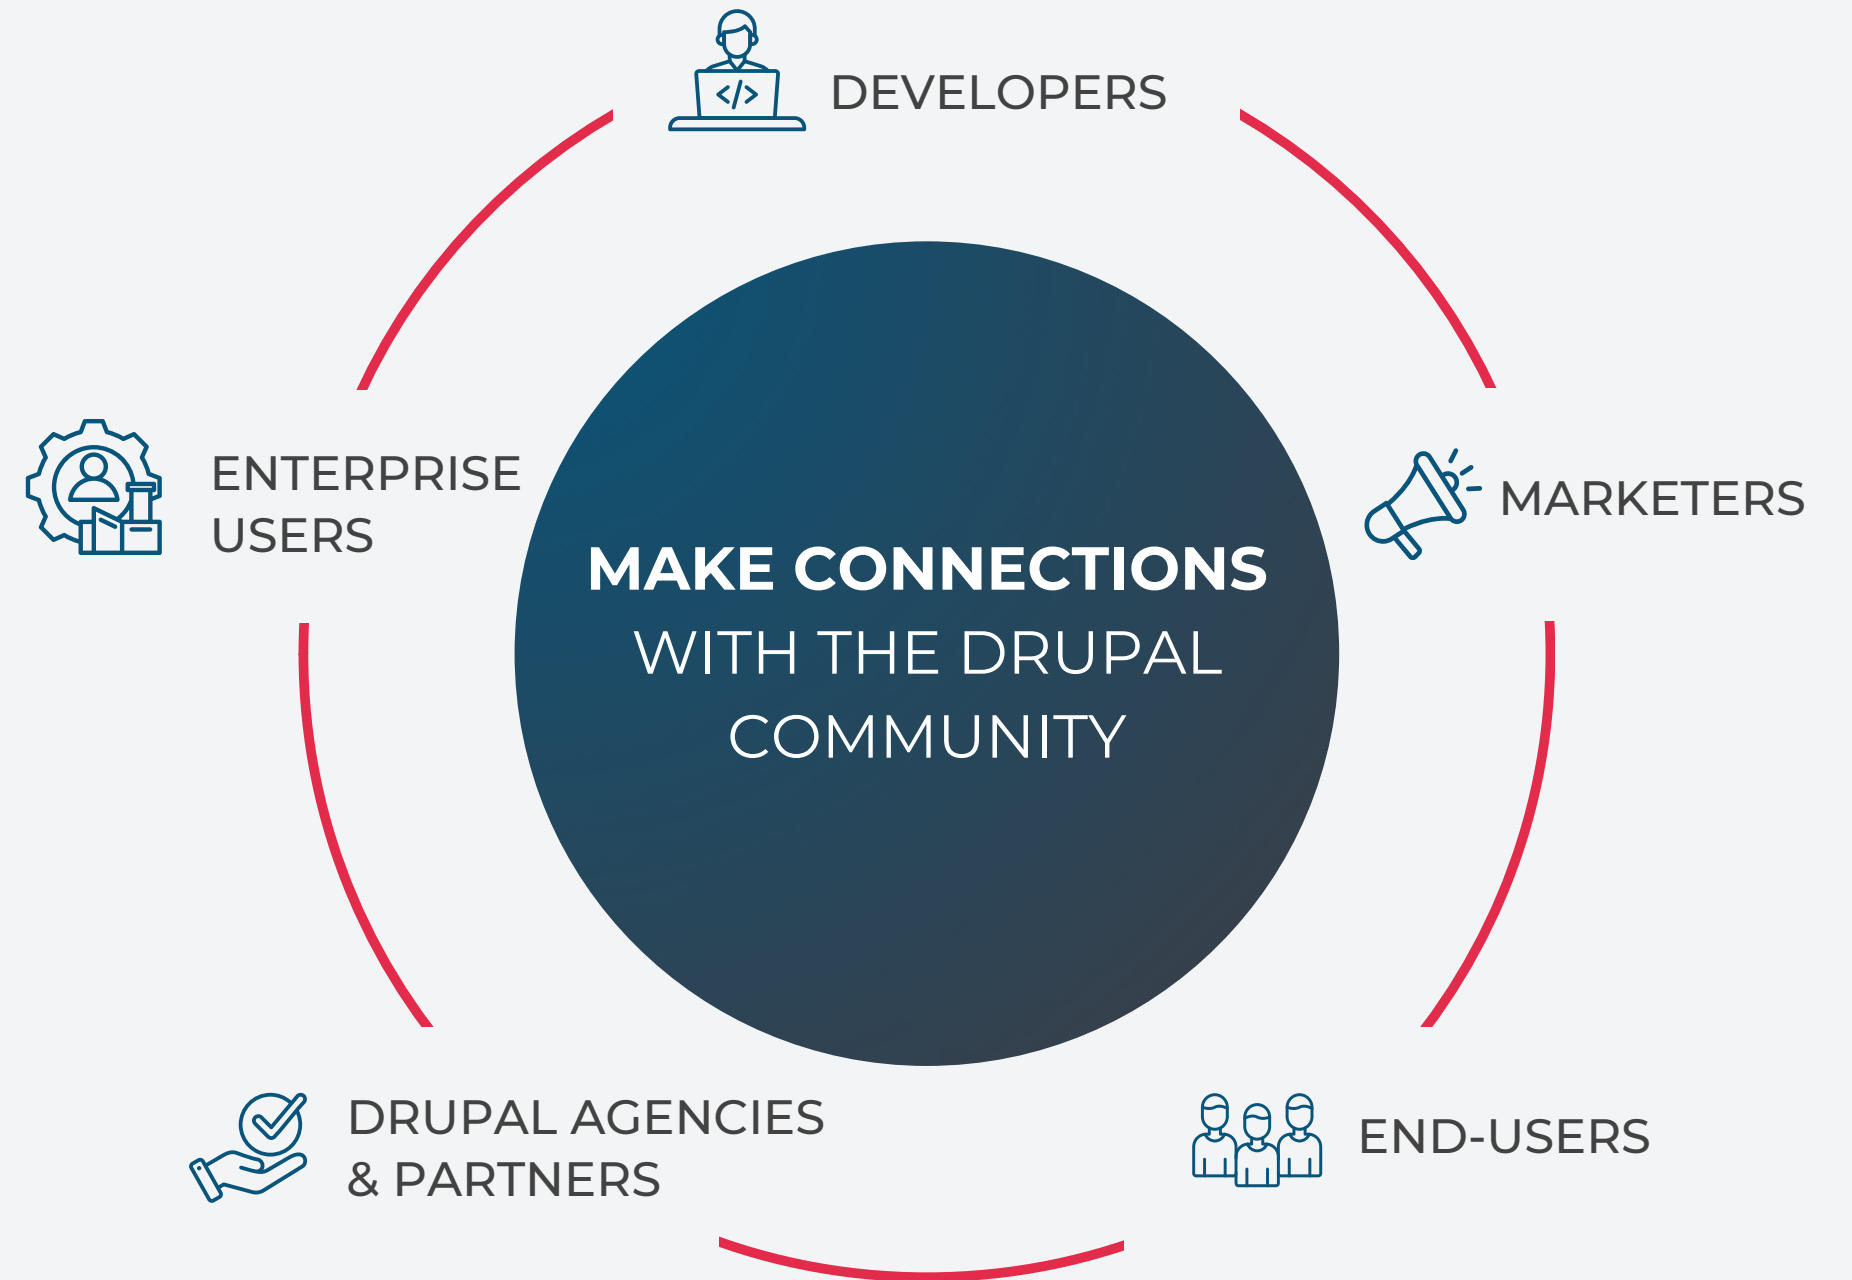 </>
DEVELOPERS
ENTERPRISE
USERS
MARKETERS
MAKE CONNECTIONS
WITH THE DRUPAL
COMMUNITY
DRUPAL AGENCIES
& PARTNERS
END-USERS